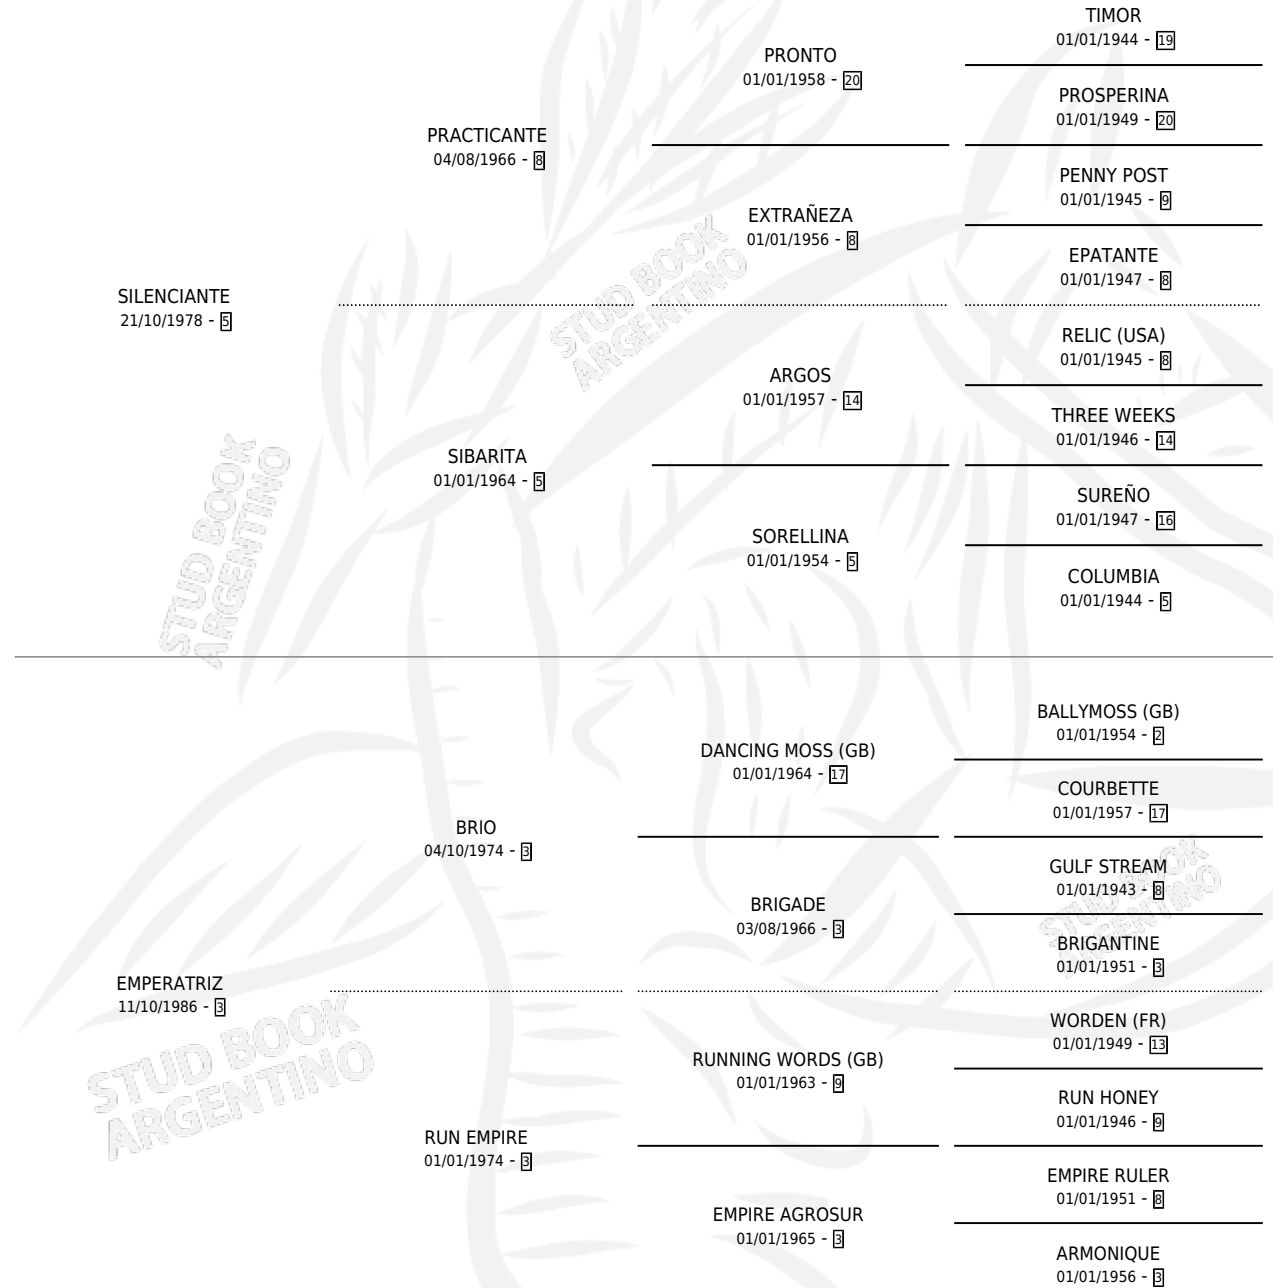 TIMOR
01/01/1944 - 19
PRONTO
01/01/1958 - 20
PROSPERINA
01/01/1949 - 20
PRACTICANTE
04/08/1966 - 8
PENNY POST
01/01/1945 - 9
EXTRAÑEZA
01/01/1956 - 8
EPATANTE
01/01/1947 - 8
SILENCIANTE
21/10/1978 - 5
RELIC (USA)
01/01/1945 - 8
ARGOS
01/01/1957 - 14
THREE WEEKS
01/01/1946 - 14
SIBARITA
01/01/1964 - 5
SUREÑO
01/01/1947 - 16
SORELLINA
01/01/1954 - 5
COLUMBIA
01/01/1944 - 5
BALLYMOSS (GB)
01/01/1954 - 2
DANCING MOSS (GB)
01/01/1964 - 17
COURBETTE
01/01/1957 - 17
BRIO
04/10/1974 - 3
GULF STREAM
01/01/1943 - 8
BRIGADE
03/08/1966 - 3
BRIGANTINE
01/01/1951 - 3
EMPERATRIZ
11/10/1986 - 3
WORDEN (FR)
01/01/1949 - 13
RUNNING WORDS (GB)
01/01/1963 - 9
RUN HONEY
01/01/1946 - 9
RUN EMPIRE
01/01/1974 - 3
EMPIRE RULER
01/01/1951 - 8
EMPIRE AGROSUR
01/01/1965 - 3
ARMONIQUE
01/01/1956 - 3
STUD BOOK
ARGENTINO
STUD BOOK
ARGENTINO
STUD BOOK
ARGENTINO
STUD BOOK
ARGENTINO